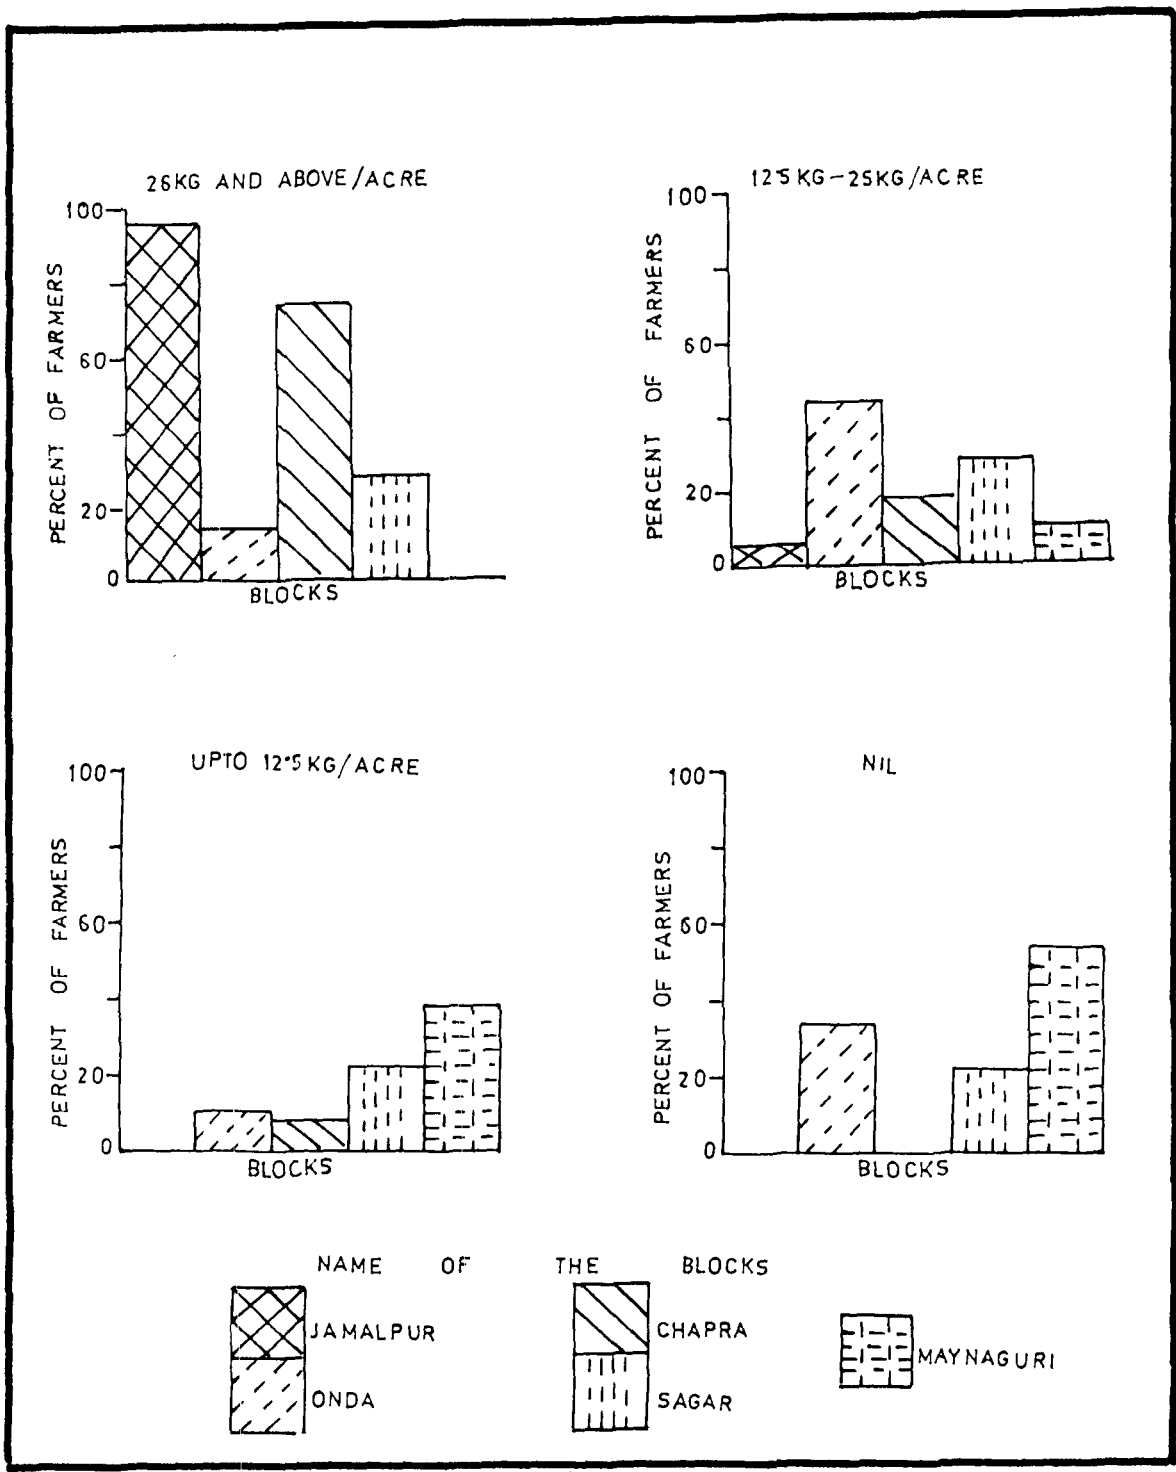 26KG AND ABOVE/ACRE
100
60
20
0
PERCENT OF FARMERS
BLOCKS
12·5KG-25KG/ACRE
100
60
20
0
PERCENT OF FARMERS
BLOCKS
UPTO 12·5KG/ACRE
100
60
20
0
PERCENT OF FARMERS
BLOCKS
NIL
100
60
20
0
PERCENT OF FARMERS
BLOCKS
NAME OF THE BLOCKS
JAMALPUR
ONDA
CHAPRA
SAGAR
MAYNAGURI